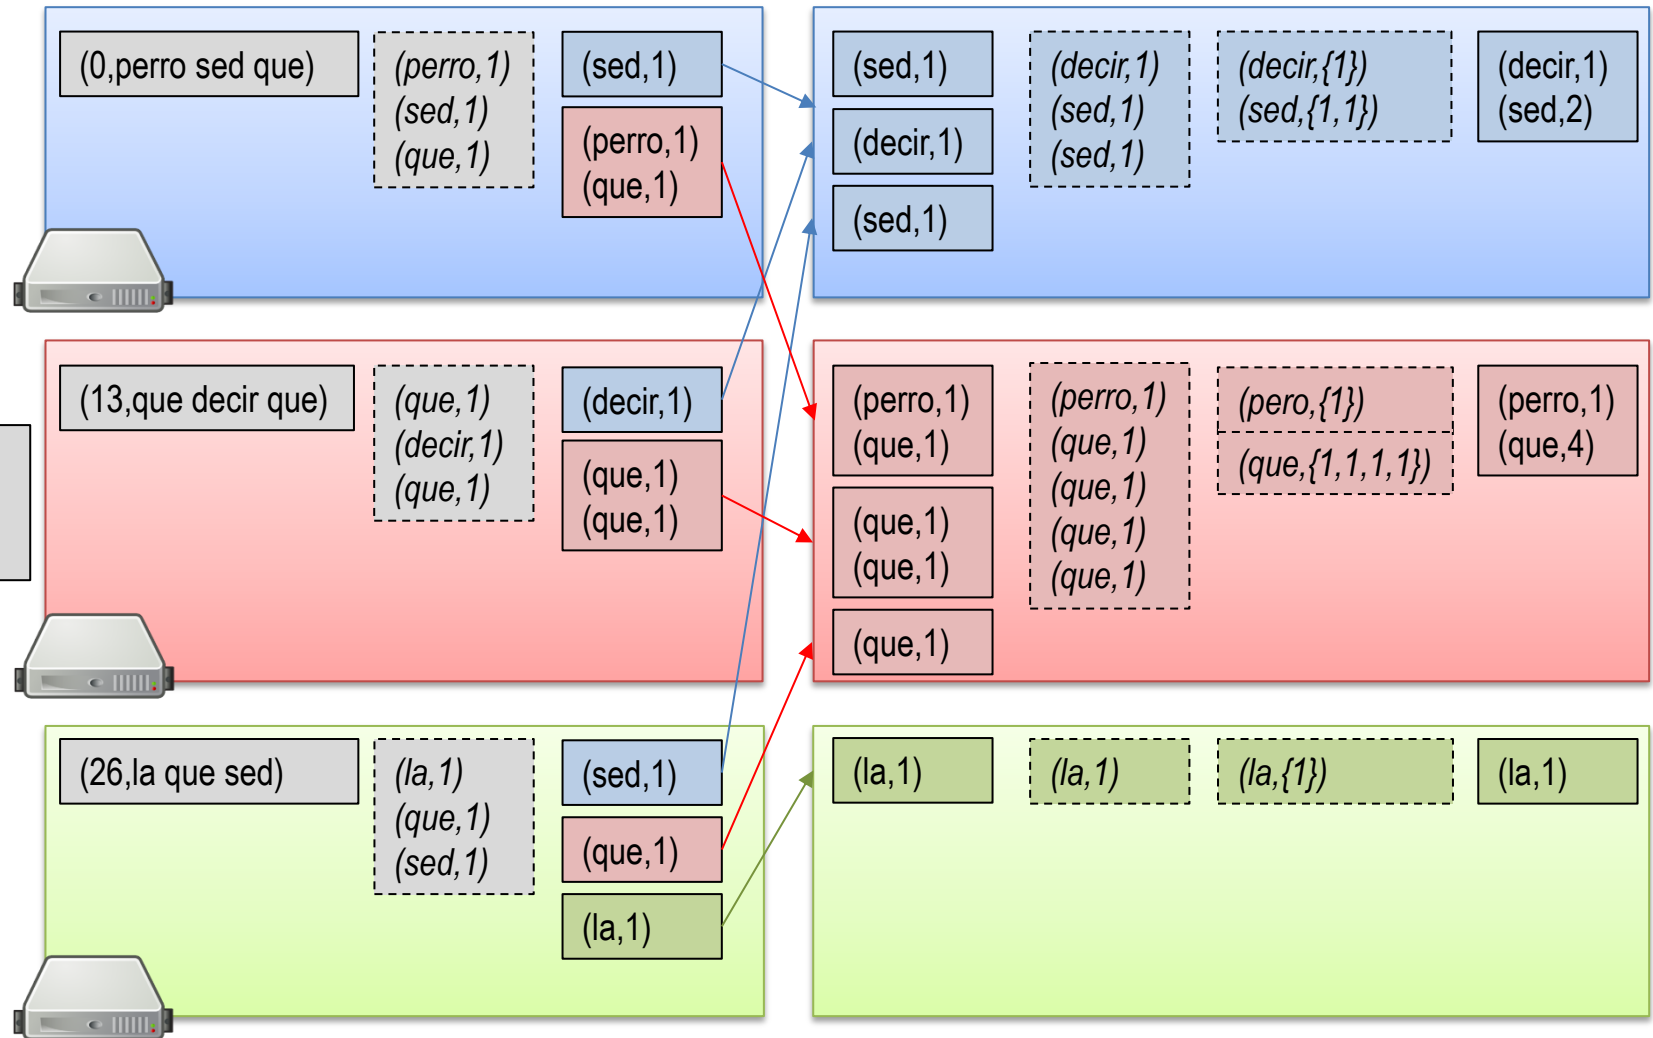 (0,perro sed que)
(perro,1)
(sed,1)
(que,1)
(sed,1)
(perro,1)
(que,1)
(sed,1)
(decir,1)
(sed,1)
(decir,1)
(sed,1)
(sed,1)
(decir,{1})
(sed,{1,1})
(decir,1)
(sed,2)
(13,que decir que)
(que,1)
(decir,1)
(que,1)
(decir,1)
(que,1)
(que,1)
(perro,1)
(que,1)
(que,1)
(que,1)
(que,1)
(perro,1)
(que,1)
(que,1)
(que,1)
(que,1)
(pero,{1})
(que,{1,1,1,1})
(perro,1)
(que,4)
(26,la que sed)
(la,1)
(que,1)
(sed,1)
(sed,1)
(que,1)
(la,1)
(la,1)
(la,1)
(la,{1})
(la,1)